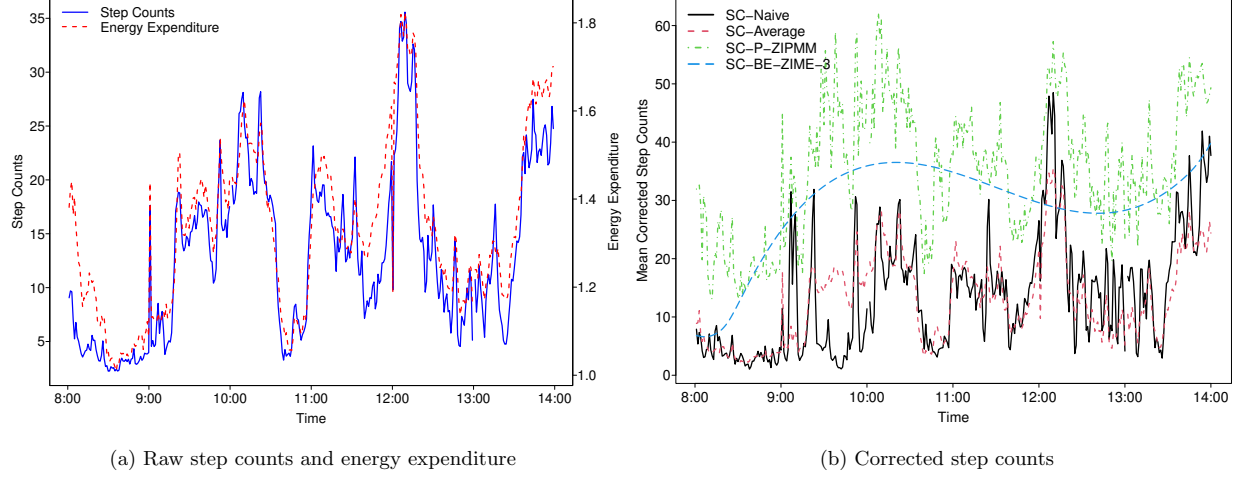 Step Counts
Energy Expenditure
35
30
25
20
15
10
5
Step Counts
1.8
1.6
1.4
1.2
1.0
Energy Expenditure
8:00 9:00 10:00 11:00 12:00 13:00 14:00
Time
(a) Raw step counts and energy expenditure
SC-Naive
SC-Average
SC-P-ZIPMM
SC-BE-ZIME-3
60
50
40
30
20
10
0
Mean Corrected Step Counts
8:00 9:00 10:00 11:00 12:00 13:00 14:00
Time
(b) Corrected step counts